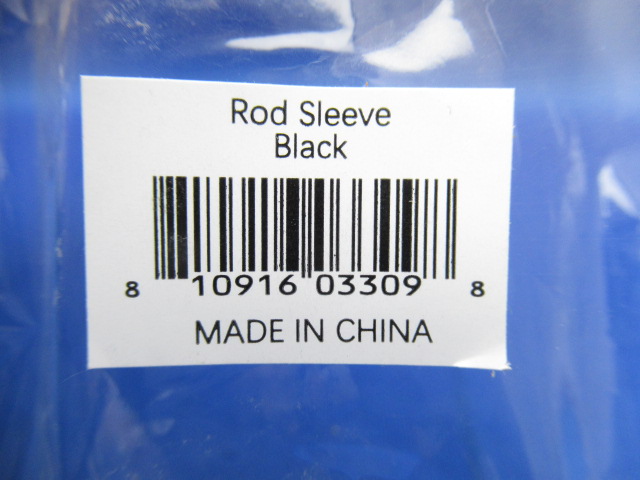 Rod Sleeve
Black
8 10916 03309 8
MADE IN CHINA